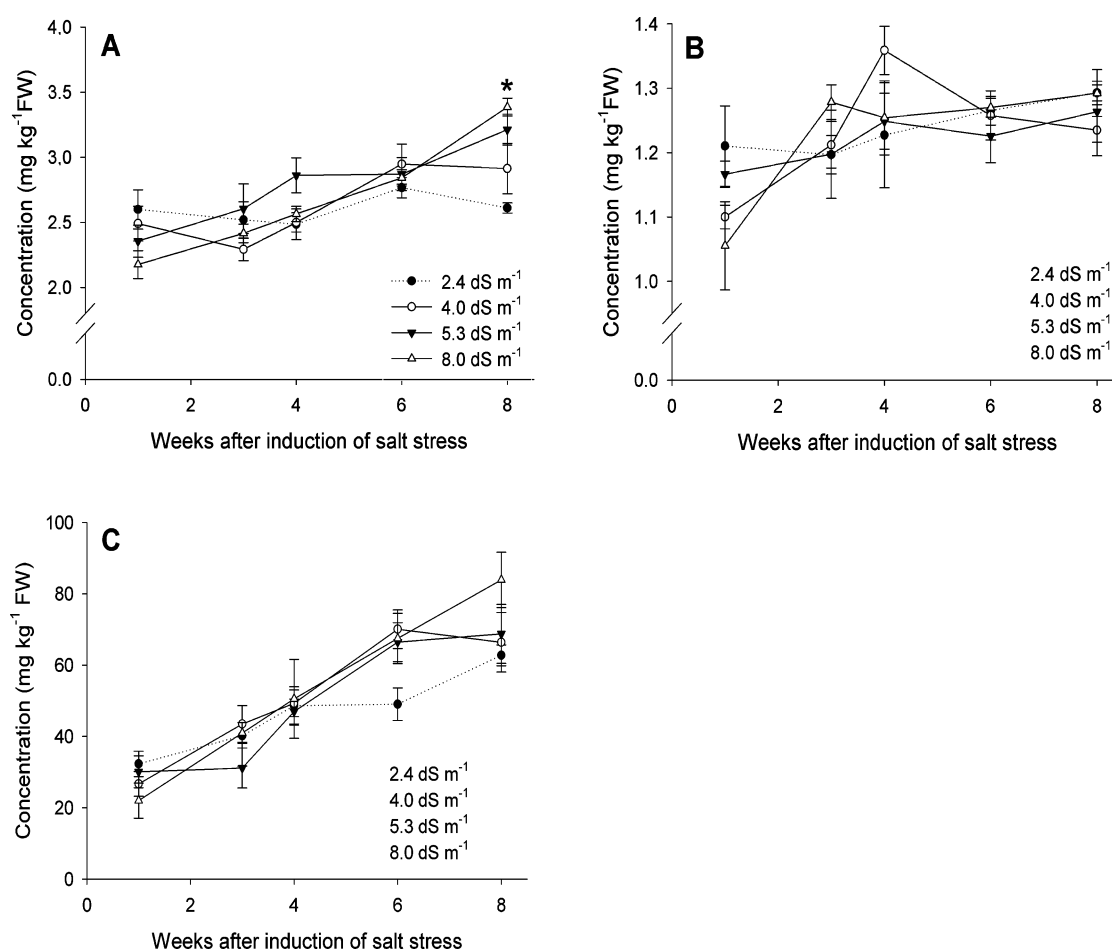 A
*
4.0
3.5
3.0
2.5
2.0
0.0
Concentration (mg kg⁻¹FW)
2.4 dS m⁻¹
4.0 dS m⁻¹
5.3 dS m⁻¹
8.0 dS m⁻¹
0 2 4 6 8
Weeks after induction of salt stress
B
1.4
1.3
1.2
1.1
1.0
0.0
Concentration (mg kg⁻¹FW)
2.4 dS m⁻¹
4.0 dS m⁻¹
5.3 dS m⁻¹
8.0 dS m⁻¹
0 2 4 6 8
Weeks after induction of salt stress
C
100
80
60
40
20
0
Concentration (mg kg⁻¹ FW)
2.4 dS m⁻¹
4.0 dS m⁻¹
5.3 dS m⁻¹
8.0 dS m⁻¹
0 2 4 6 8
Weeks after induction of salt stress